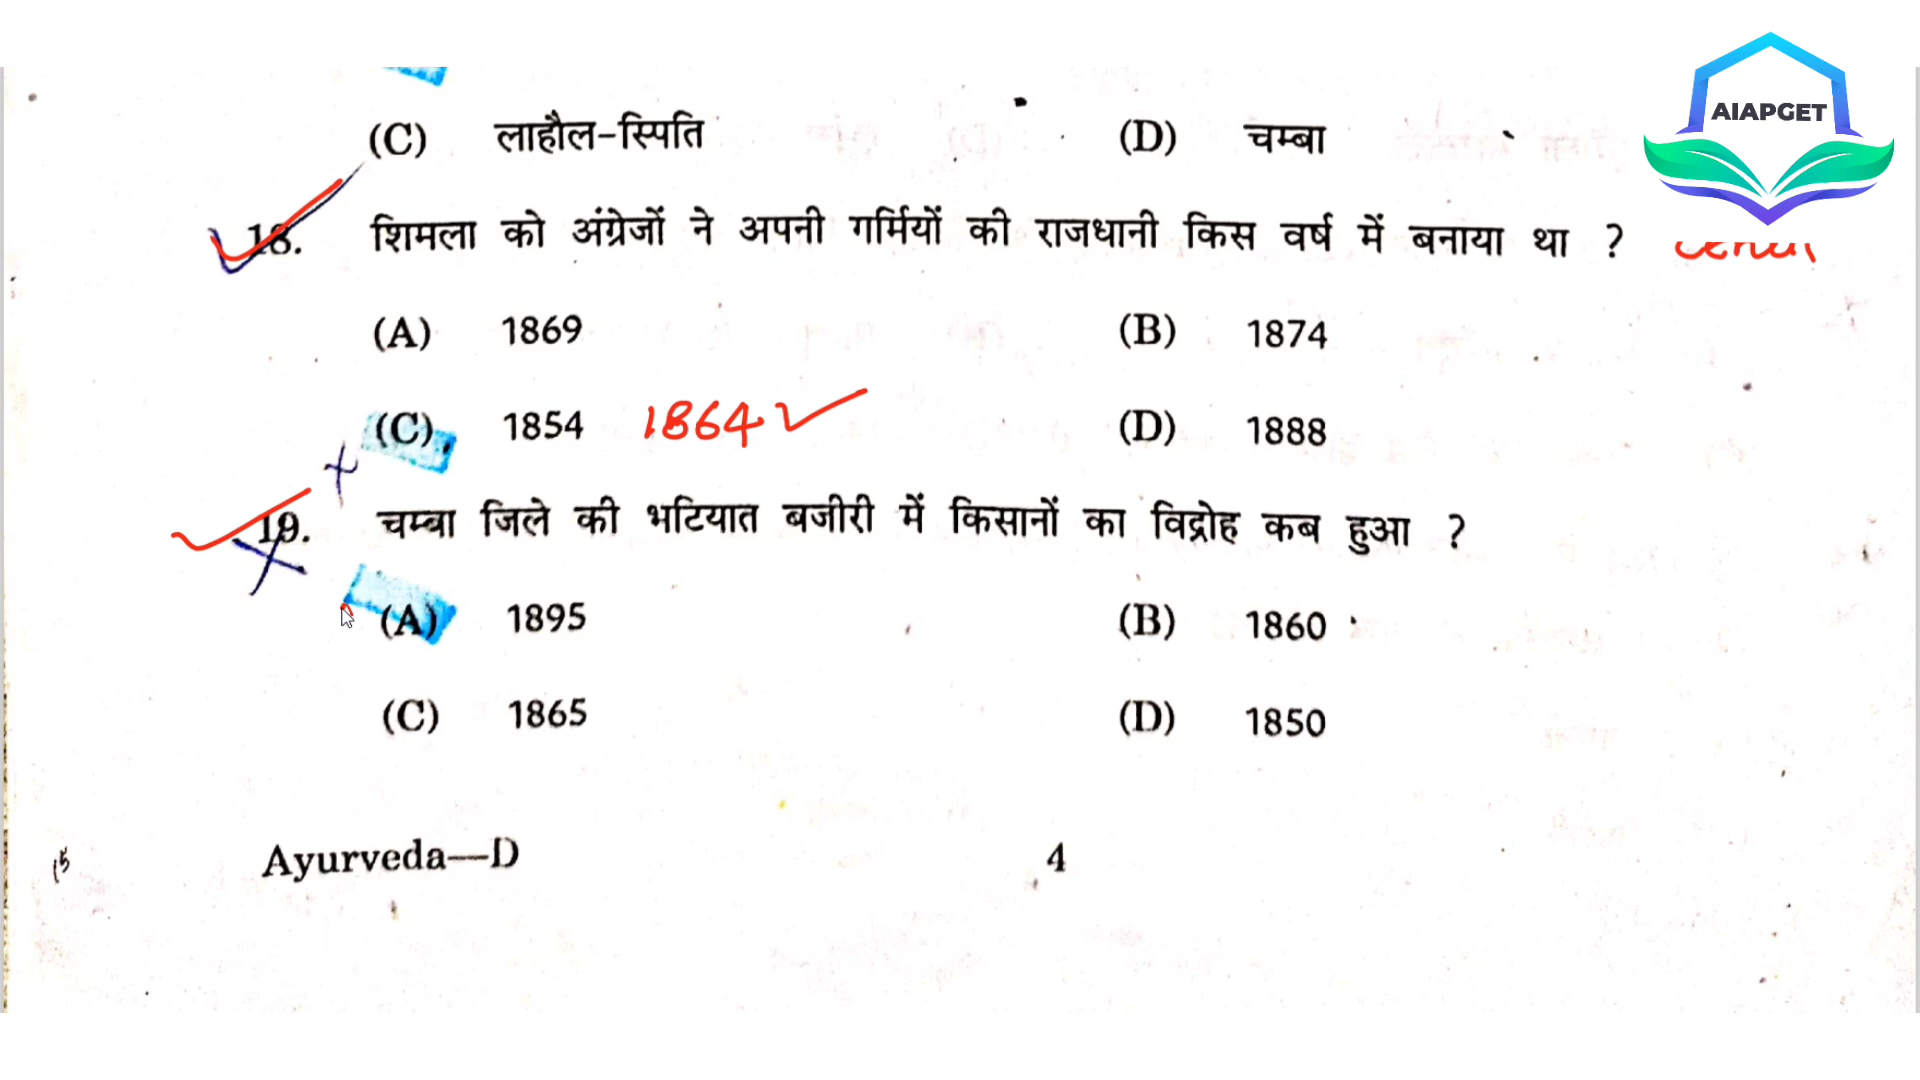 AIAPGET
(C) लाहौल-स्पिति (D) चम्बा
18. शिमला को अंग्रेजों ने अपनी गर्मियों की राजधानी किस वर्ष में बनाया था ?
(A) 1869 (B) 1874
(C) 1854 1864 (D) 1888
19. चम्बा जिले की भटियात बजीरी में किसानों का विद्रोह कब हुआ ?
(A) 1895 (B) 1860
(C) 1865 (D) 1850
15 Ayurveda—D 4